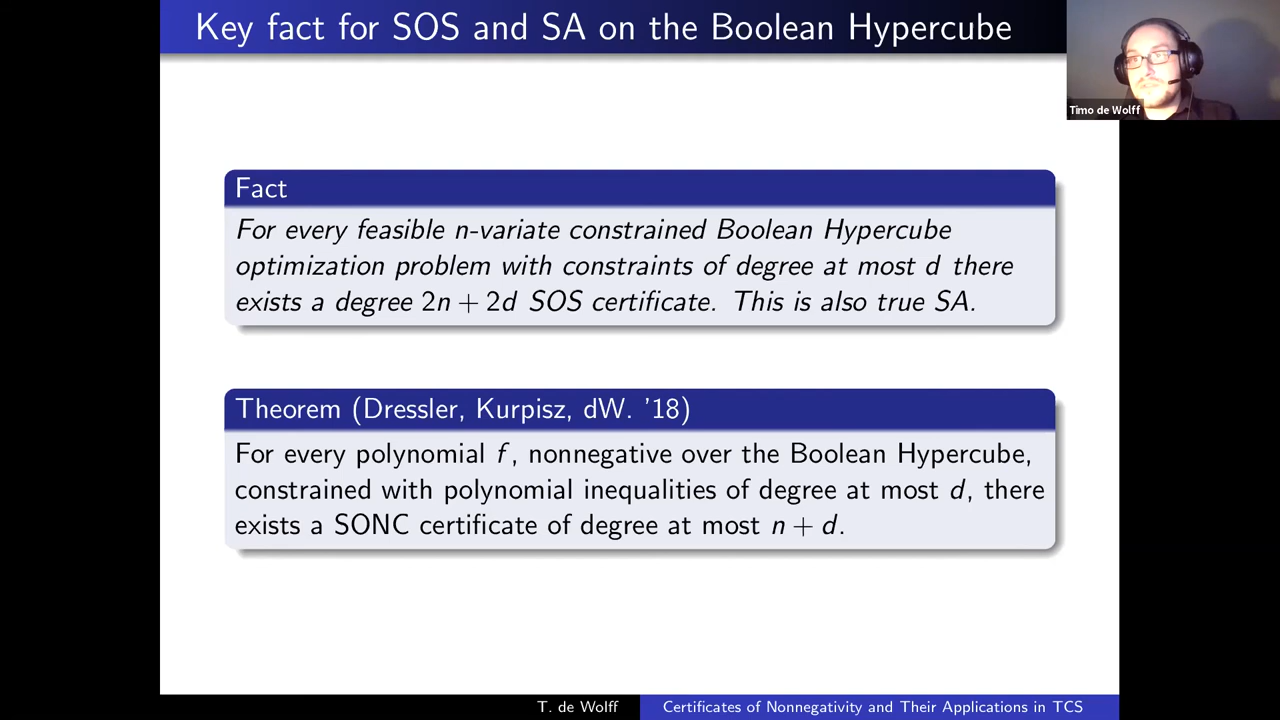 Key fact for SOS and SA on the Boolean Hypercube
Timo de Wolff
Fact
For every feasible n-variate constrained Boolean Hypercube
optimization problem with constraints of degree at most d there
exists a degree 2n + 2d SOS certificate. This is also true SA.
Theorem (Dressler, Kurpisz, dW. '18)
For every polynomial f, nonnegative over the Boolean Hypercube,
constrained with polynomial inequalities of degree at most d, there
exists a SONC certificate of degree at most n + d.
T. de Wolff
Certificates of Nonnegativity and Their Applications in TCS